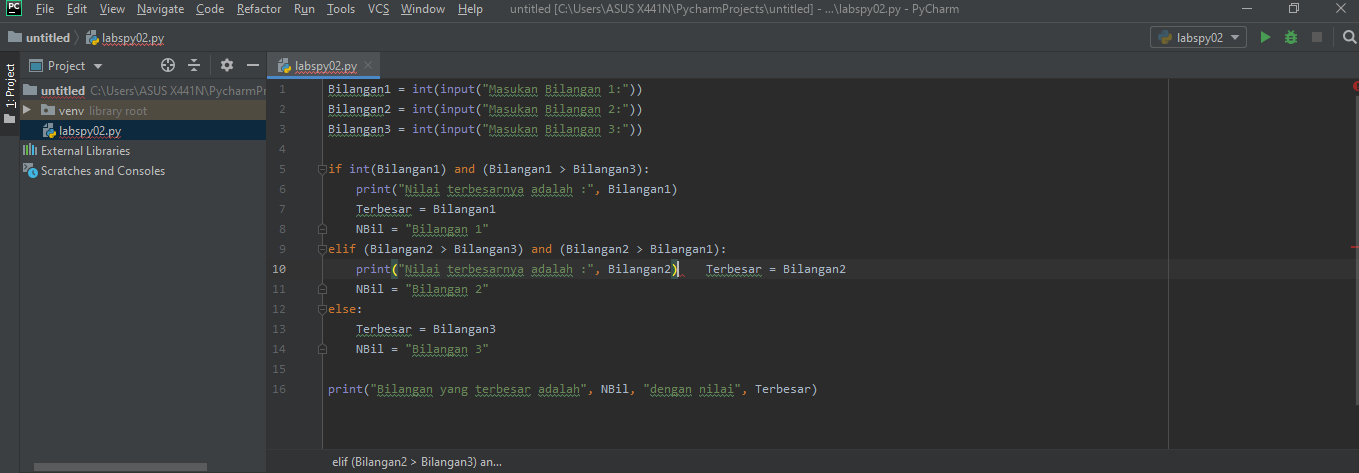 PC File Edit View Navigate Code Refactor Run Tools VCS Window Help untitled [C:\Users\ASUS X441N\PycharmProjects\untitled] - ...\labspy02.py - PyCharm
untitled labspy02.py labspy02
1: Project
Project
labspy02.py
untitled C:\Users\ASUS X441N\PycharmPr
venv library root
labspy02.py
External Libraries
Scratches and Consoles
1 Bilangan1 = int(input("Masukan Bilangan 1:"))
2 Bilangan2 = int(input("Masukan Bilangan 2:"))
3 Bilangan3 = int(input("Masukan Bilangan 3:"))
4
5 if int(Bilangan1) and (Bilangan1 > Bilangan3):
6     print("Nilai terbesarnya adalah :", Bilangan1)
7     Terbesar = Bilangan1
8     NBil = "Bilangan 1"
9 elif (Bilangan2 > Bilangan3) and (Bilangan2 > Bilangan1):
10     print("Nilai terbesarnya adalah :", Bilangan2)    Terbesar = Bilangan2
11     NBil = "Bilangan 2"
12 else:
13     Terbesar = Bilangan3
14     NBil = "Bilangan 3"
15
16 print("Bilangan yang terbesar adalah", NBil, "dengan nilai", Terbesar)
elif (Bilangan2 > Bilangan3) an...